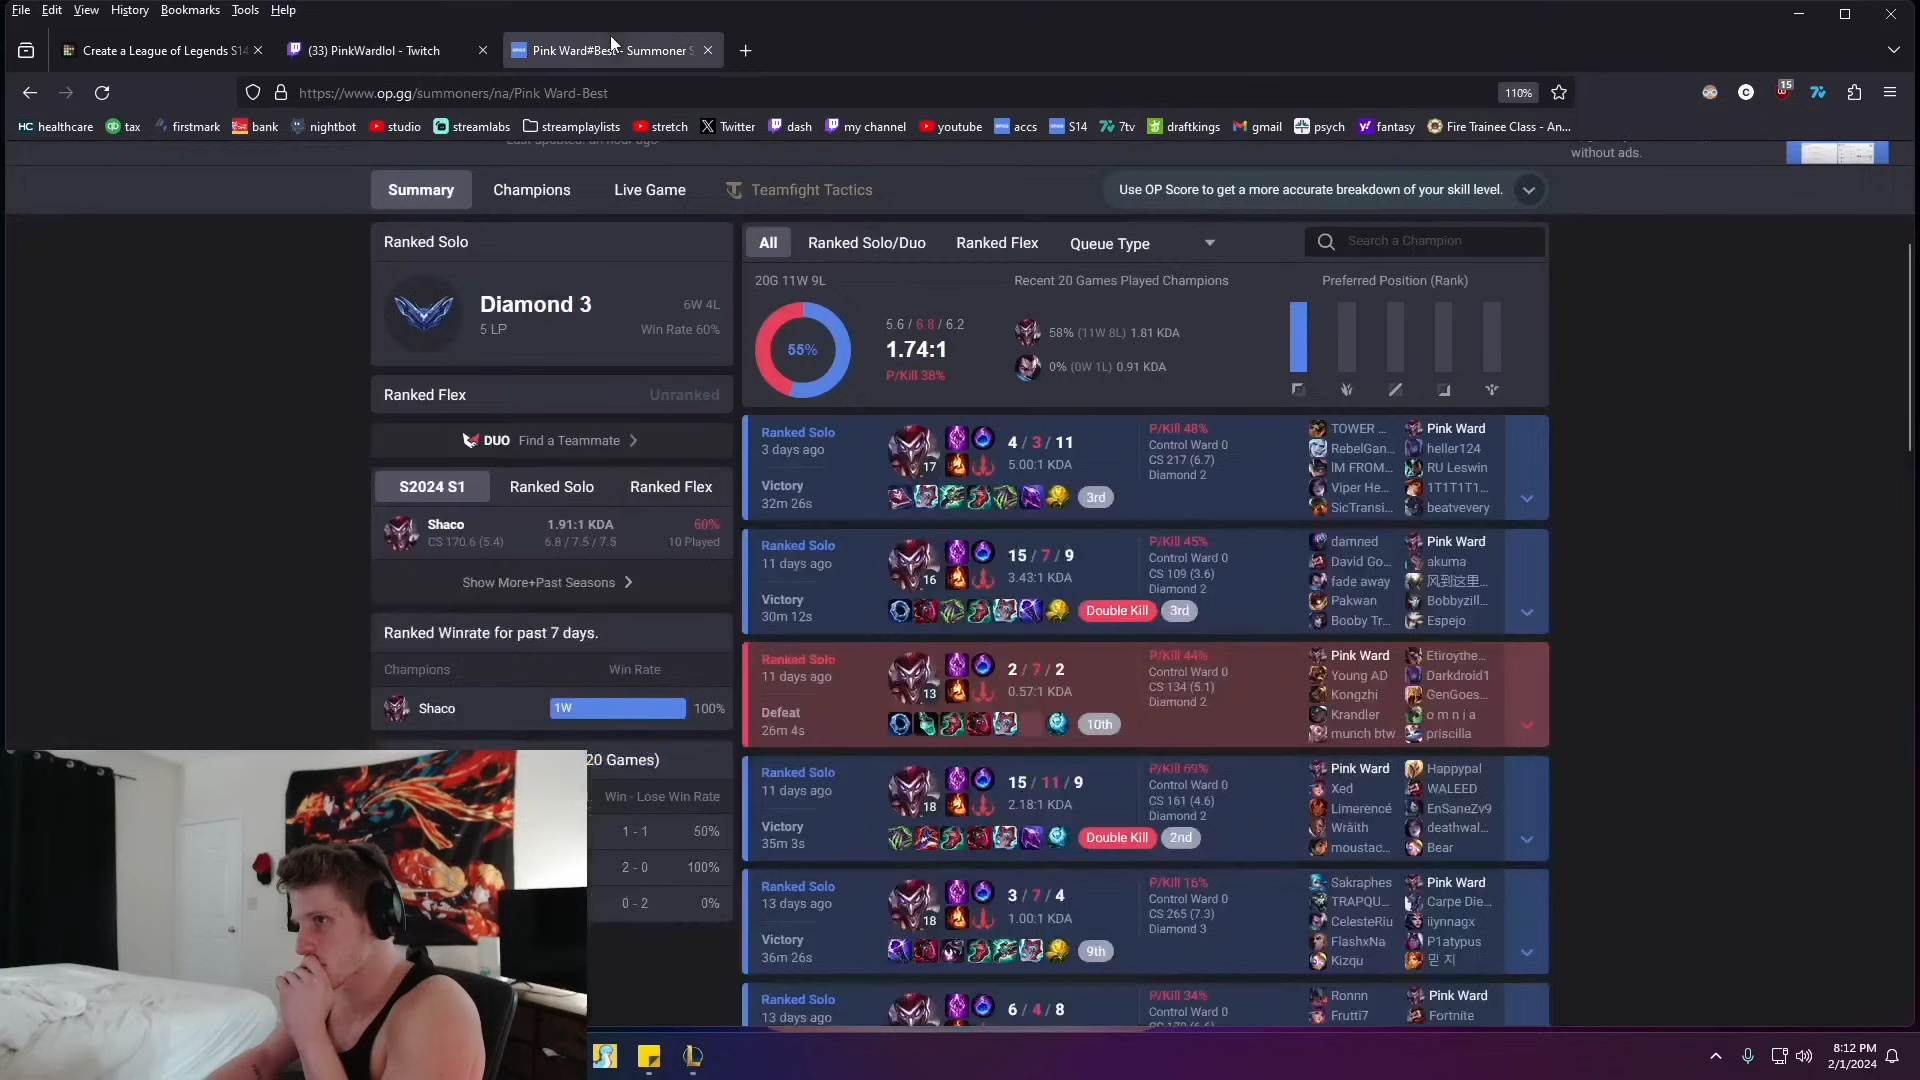 File Edit View History Bookmarks Tools Help
Create a League of Legends S14
(33) PinkWardlol - Twitch
Pink Ward#Best - Summoner S
https://www.op.gg/summoners/na/Pink Ward-Best
110%
15
HC healthcare tax firstmark bank nightbot studio streamlabs streamplaylists stretch Twitter dash my channel youtube accs S14 7tv draftkings gmail psych fantasy Fire Trainee Class - An...
Last updated: an hour ago
without ads.
Summary Champions Live Game Teamfight Tactics
Use OP Score to get a more accurate breakdown of your skill level.
Ranked Solo
Diamond 3
5 LP
6W 4L
Win Rate 60%
Ranked Flex Unranked
DUO Find a Teammate
S2024 S1 Ranked Solo Ranked Flex
Shaco 1.91:1 KDA 60%
CS 170.6 (5.4) 6.8 / 7.5 / 7.5 10 Played
Show More+Past Seasons
Ranked Winrate for past 7 days.
Champions Win Rate
Shaco 1W 100%
20 Games)
Win - Lose Win Rate
1 - 1 50%
2 - 0 100%
0 - 2 0%
All Ranked Solo/Duo Ranked Flex Queue Type
Search a Champion
20G 11W 9L
Recent 20 Games Played Champions
Preferred Position (Rank)
55%
5.6 / 6.8 / 6.2
1.74:1
P/Kill 38%
58% (11W 8L) 1.81 KDA
0% (0W 1L) 0.91 KDA
Ranked Solo
3 days ago
Victory
32m 26s
17
4 / 3 / 11
5.00:1 KDA
3rd
P/Kill 48%
Control Ward 0
CS 217 (6.7)
Diamond 2
TOWER ... Pink Ward
RebelGan... heller124
IM FROM... RU Leswin
Viper He... 1T1T1T1...
SicTransi... beatvevery
Ranked Solo
11 days ago
Victory
30m 12s
16
15 / 7 / 9
3.43:1 KDA
Double Kill 3rd
P/Kill 45%
Control Ward 0
CS 109 (3.6)
Diamond 2
damned Pink Ward
David Go... akuma
fade away 风到这里...
Pakwan Bobbyzill...
Booby Tr... Espejo
Ranked Solo
11 days ago
Defeat
26m 4s
13
2 / 7 / 2
0.57:1 KDA
10th
P/Kill 44%
Control Ward 0
CS 134 (5.1)
Diamond 2
Pink Ward Etiroythe...
Young AD Darkdroid1
Kongzhi GenGoes...
Krandler o m n i a
munch btw priscilla
Ranked Solo
11 days ago
Victory
35m 3s
18
15 / 11 / 9
2.18:1 KDA
Double Kill 2nd
P/Kill 69%
Control Ward 0
CS 161 (4.6)
Diamond 2
Pink Ward Happypal
Xed WALEED
Limerencé EnSaneZv9
Wràith deathwal...
moustac... Bear
Ranked Solo
13 days ago
Victory
36m 26s
18
3 / 7 / 4
1.00:1 KDA
9th
P/Kill 16%
Control Ward 0
CS 265 (7.3)
Diamond 3
Sakraphes Pink Ward
TRAPQU... Carpe Die...
CelesteRiu iiynnagx
FlashxNa P1atypus
Kizqu 믿 지
Ranked Solo
13 days ago
6 / 4 / 8
P/Kill 34%
Control Ward 0
Ronnn Pink Ward
Frutti7 Fortnite
8:12 PM
2/1/2024